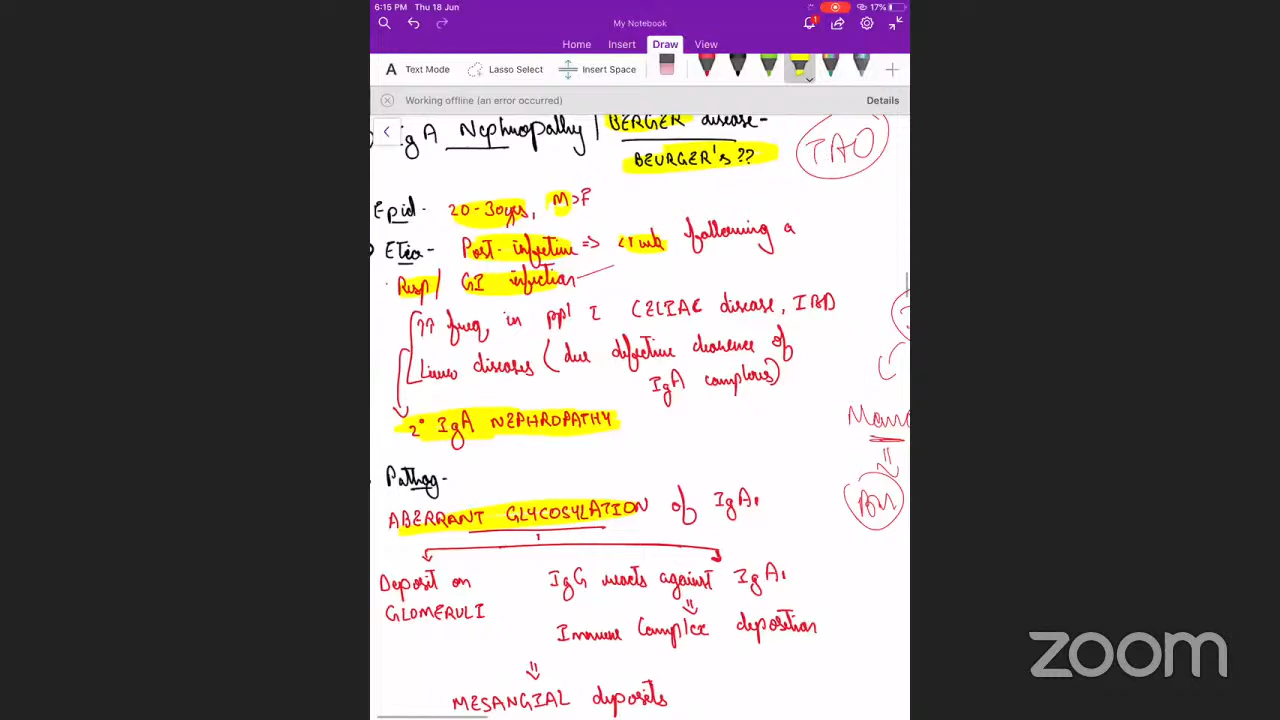 6:15 PM Thu 18 Jun
17%
My Notebook
Home Insert Draw View
A Text Mode Lasso Select Insert Space
Working offline (an error occurred) Details
IgA Nephropathy / BERGER disease-
BEURGER's ??
TAO
Epid- 20-30yrs, M>F
Etio- Post-infective => <1 wk following a
Resp/ GI infection
↑↑ freq. in ppl c CELIAC disease, IBD
Liver diseases (due defective clearance of
IgA complexes)
2° IgA NEPHROPATHY
Pathog-
ABERRANT GLYCOSYLATION of IgA1
Deposit on
GLOMERULI
IgG reacts against IgA1
Immune Complex deposition
MESANGIAL deposits
zoom